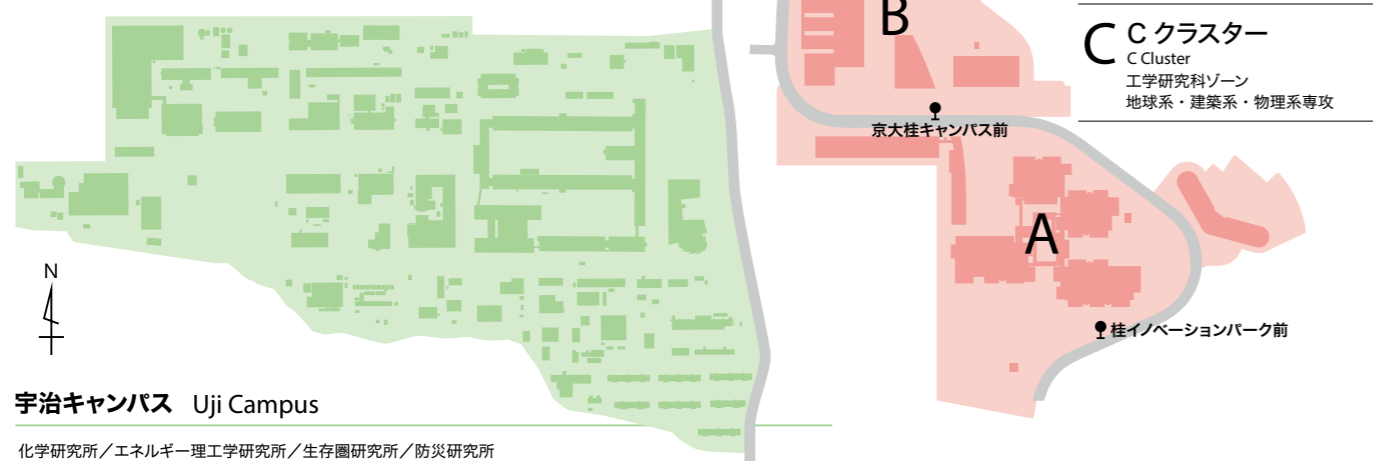 B
C
C クラスター
C Cluster
工学研究科ゾーン
地球系・建築系・物理系専攻
京大桂キャンパス前
A
N
桂イノベーションパーク前
宇治キャンパス Uji Campus
化学研究所／エネルギー理工学研究所／生存圏研究所／防災研究所